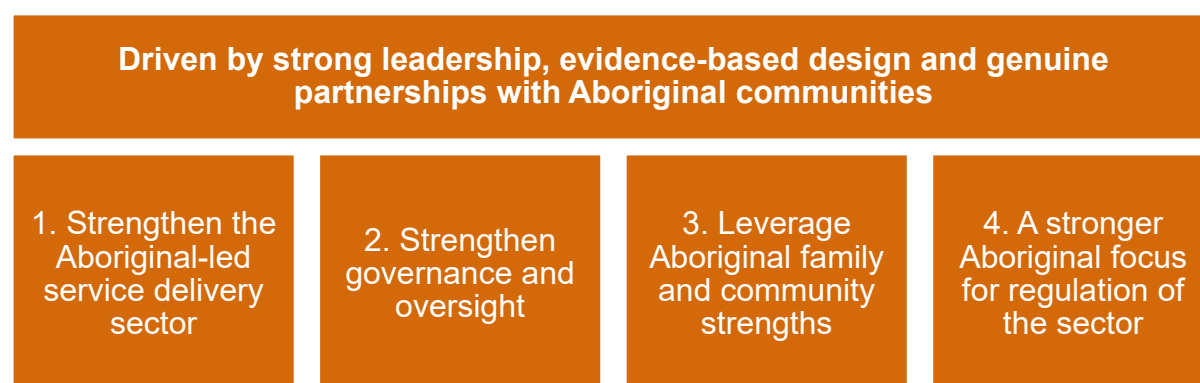 Driven by strong leadership, evidence-based design and genuine
partnerships with Aboriginal communities
1. Strengthen the
Aboriginal-led
service delivery
sector
2. Strengthen
governance and
oversight
3. Leverage
Aboriginal family
and community
strengths
4. A stronger
Aboriginal focus
for regulation of
the sector